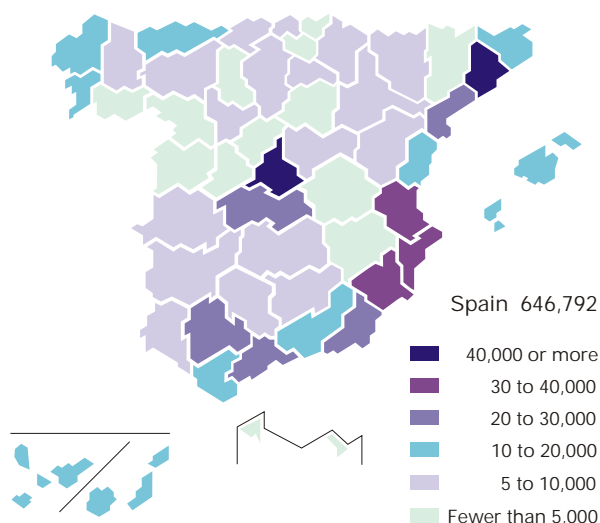 Spain 646,792
40,000 or more
30 to 40,000
20 to 30,000
10 to 20,000
5 to 10,000
Fewer than 5,000